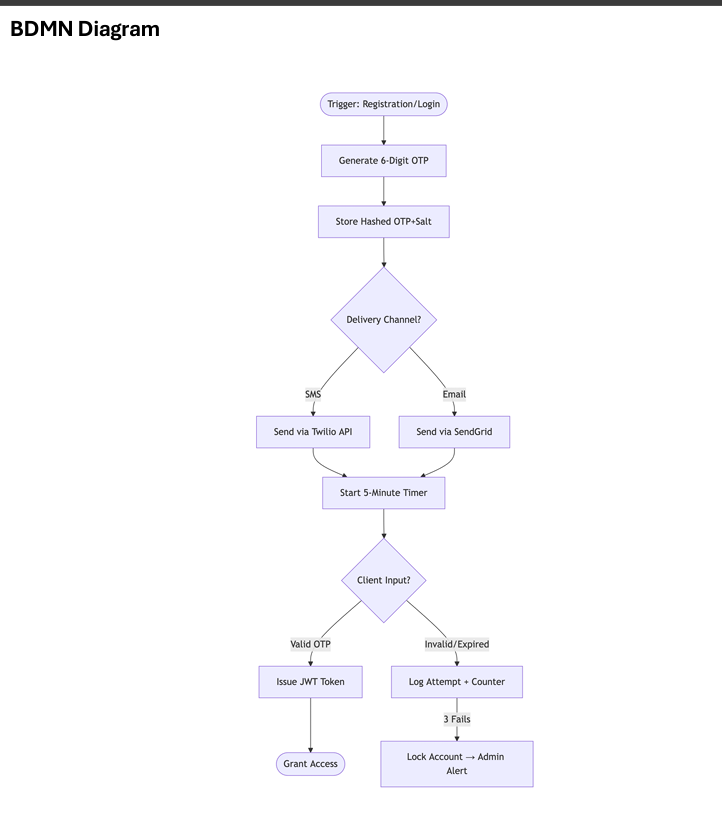 BDMN Diagram
Trigger: Registration/Login
Generate 6-Digit OTP
Store Hashed OTP+Salt
Delivery Channel?
SMS
Email
Send via Twilio API
Send via SendGrid
Start 5-Minute Timer
Client Input?
Valid OTP
Invalid/Expired
Issue JWT Token
Log Attempt + Counter
3 Fails
Grant Access
Lock Account → Admin
Alert